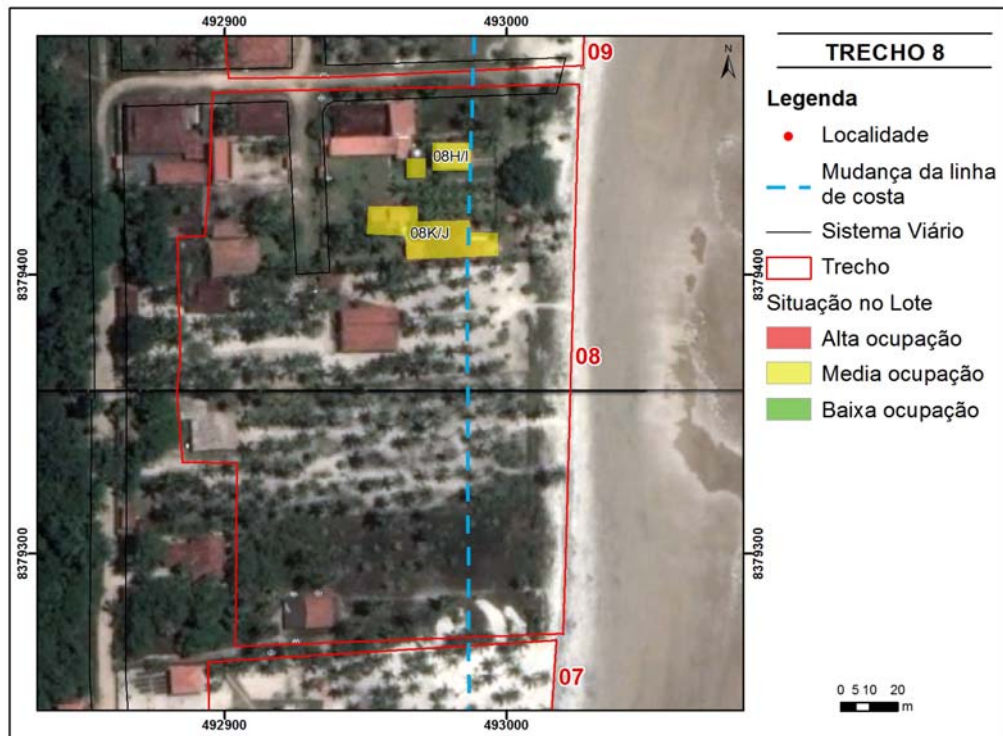 492900
493000
09
TRECHO 8
N
Legenda
Localidade
Mudança da linha
de costa
Sistema Viário
Trecho
Situação no Lote
Alta ocupação
Media ocupação
Baixa ocupação
08H/I
08K/J
8379400
8379400
08
8379300
8379300
07
0 5 10 20
m
492900
493000